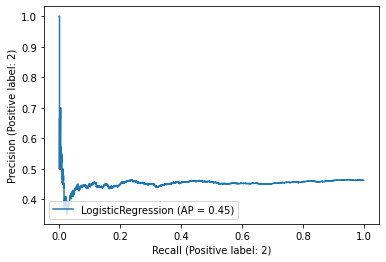 1.0
0.9
0.8
0.7
0.6
0.5
0.4
Precision (Positive label: 2)
LogisticRegression (AP = 0.45)
0.0 0.2 0.4 0.6 0.8 1.0
Recall (Positive label: 2)